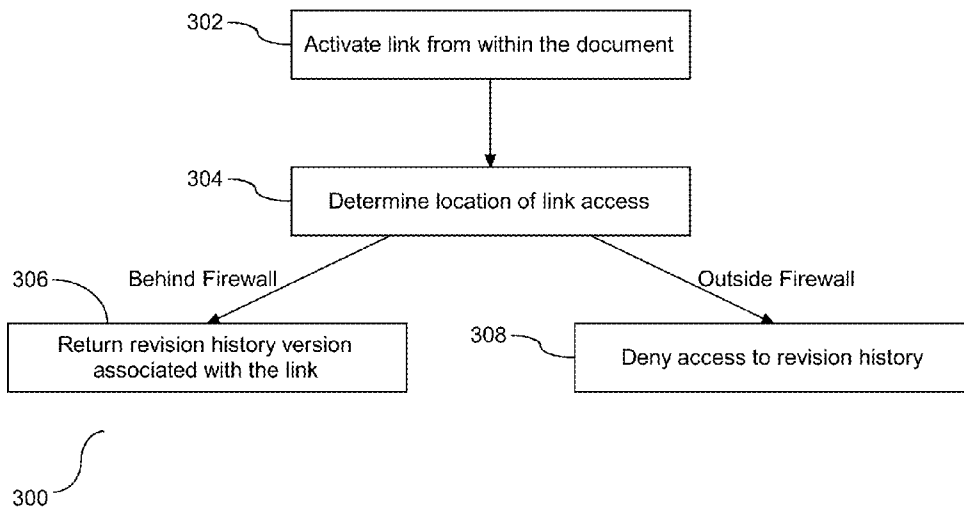 302
Activate link from within the document
304
Determine location of link access
306
Behind Firewall
Outside Firewall
Return revision history version
associated with the link
308
Deny access to revision history
300